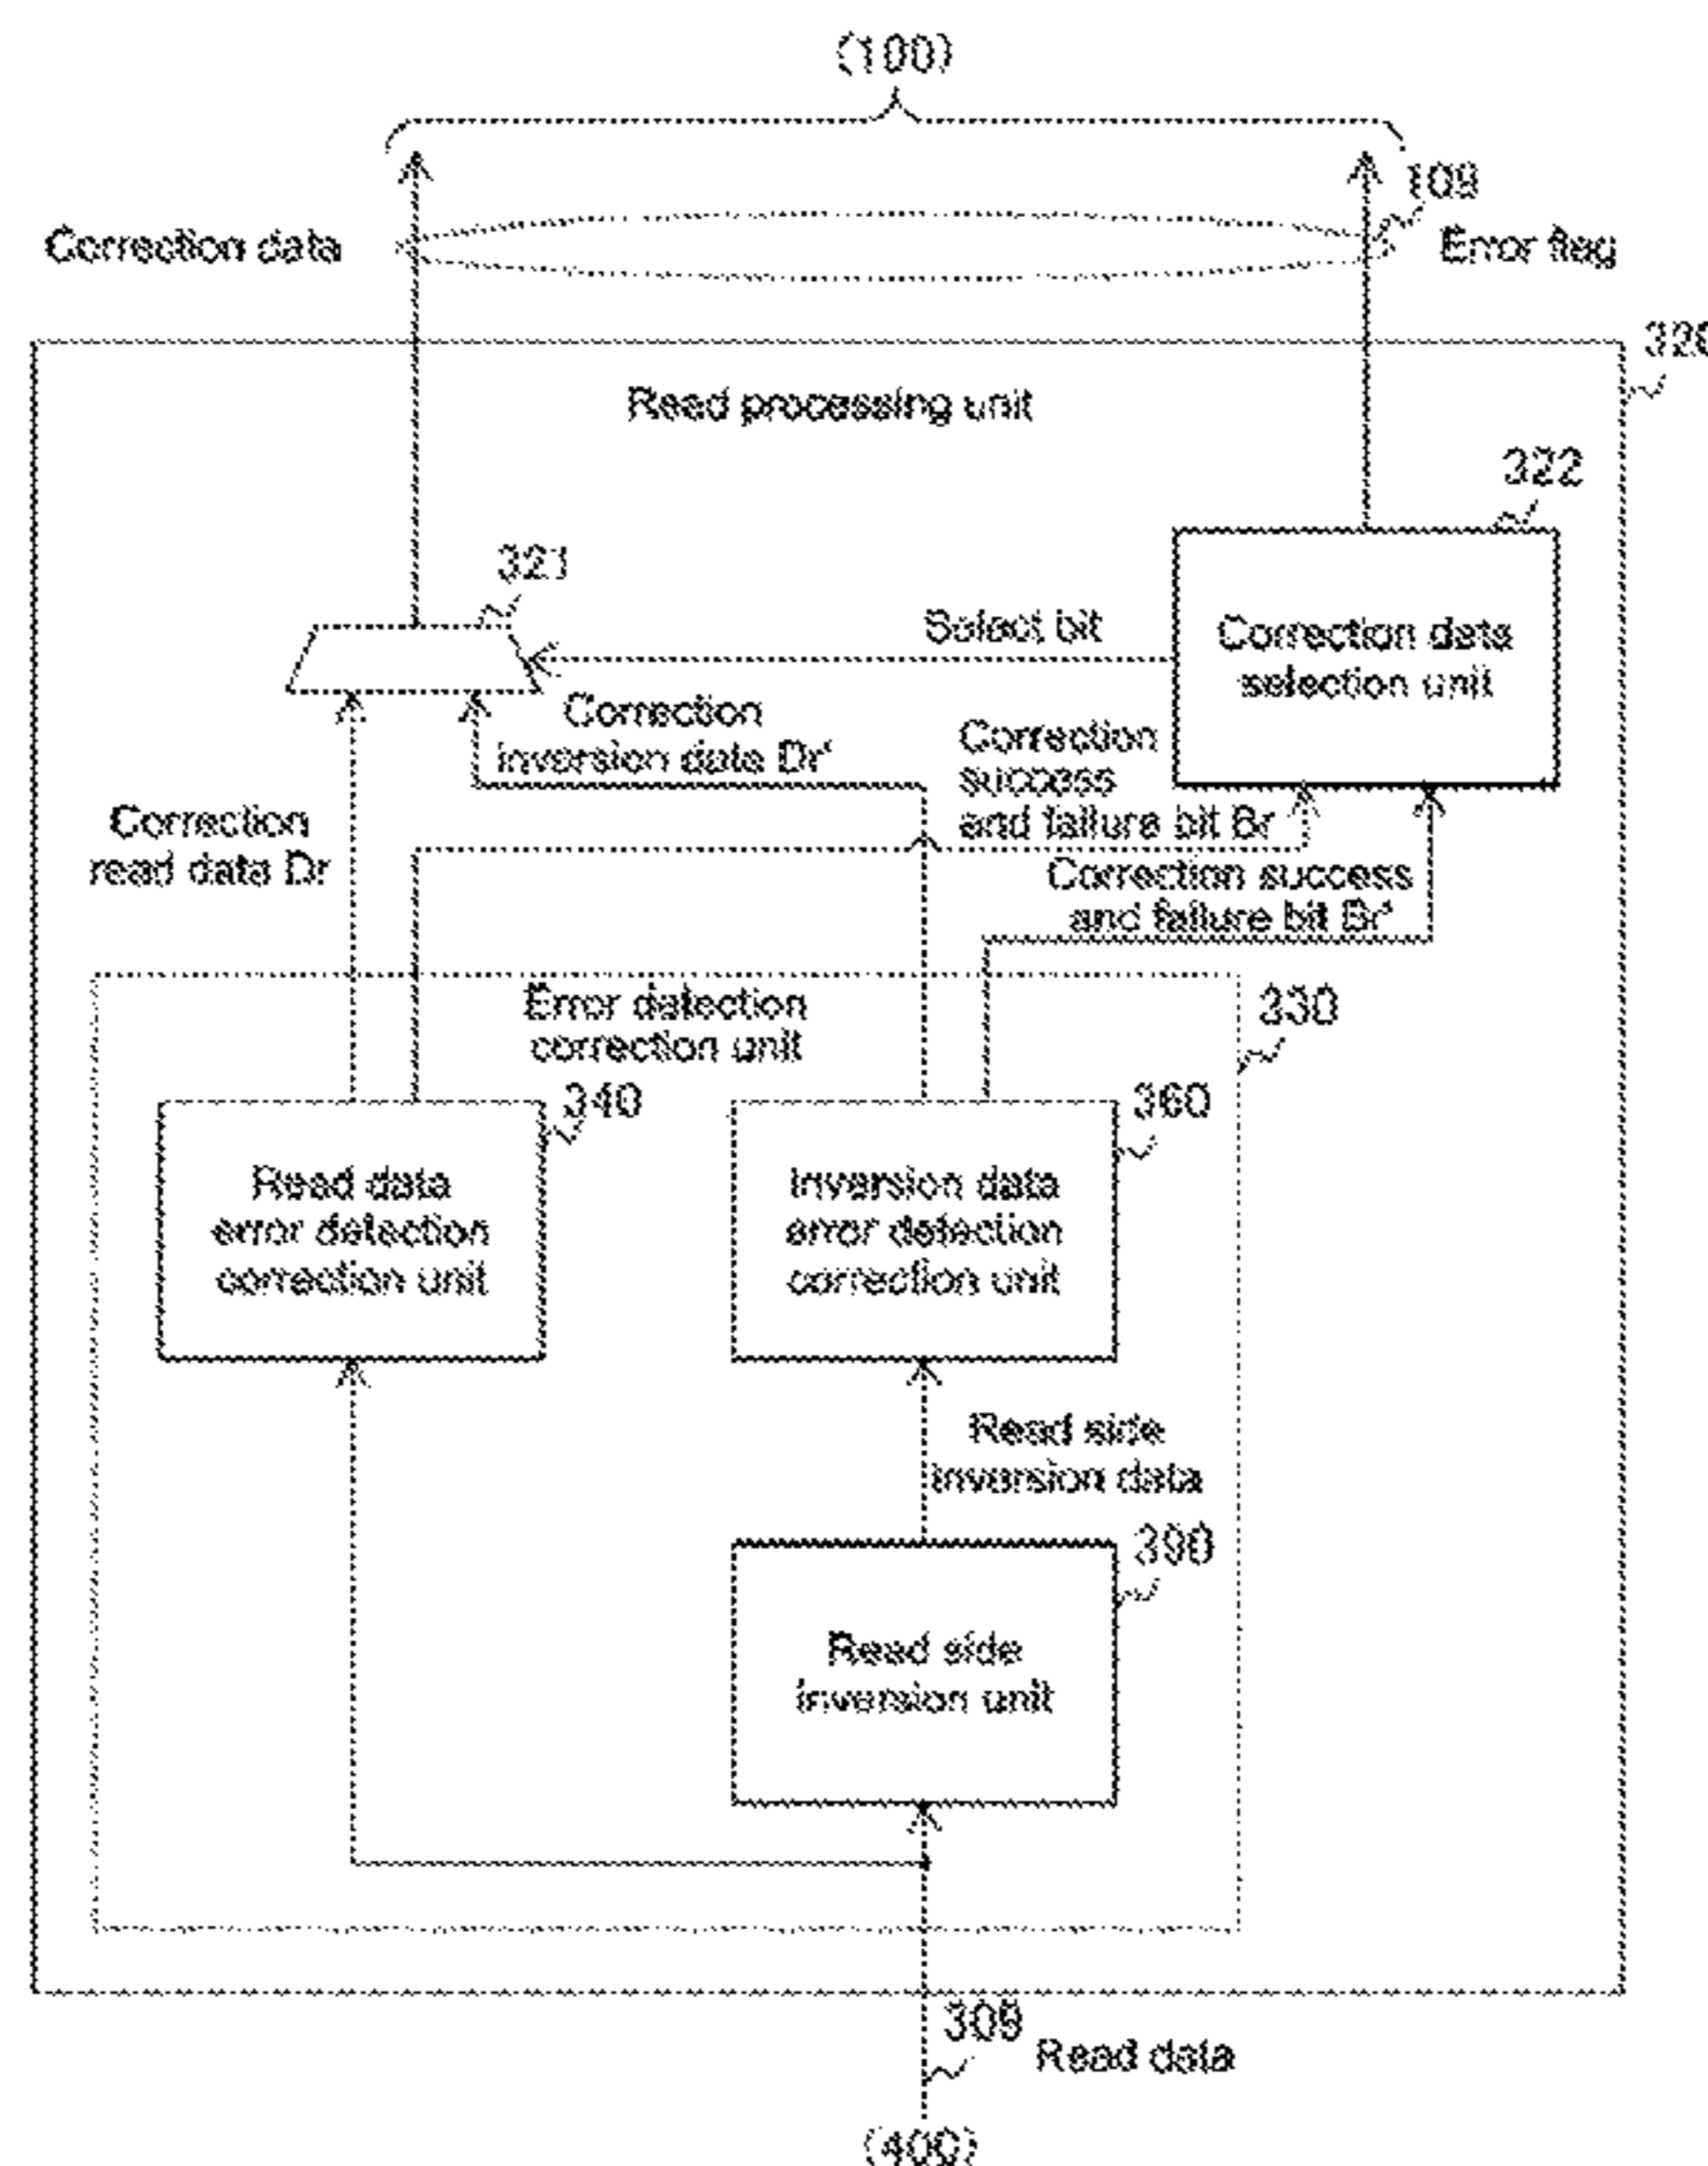 (100)
109
Correction data
Error flag
320
Read processing unit
322
321
Select bit
Correction data
selection unit
Correction
inversion data Dr'
Correction
success
and failure bit Br
Correction
read data Dr
Correction success
and failure bit Br'
Error detection
correction unit
330
340
360
Read data
error detection
correction unit
Inversion data
error detection
correction unit
Read side
inversion data
390
Read side
inversion unit
309
Read data
(400)